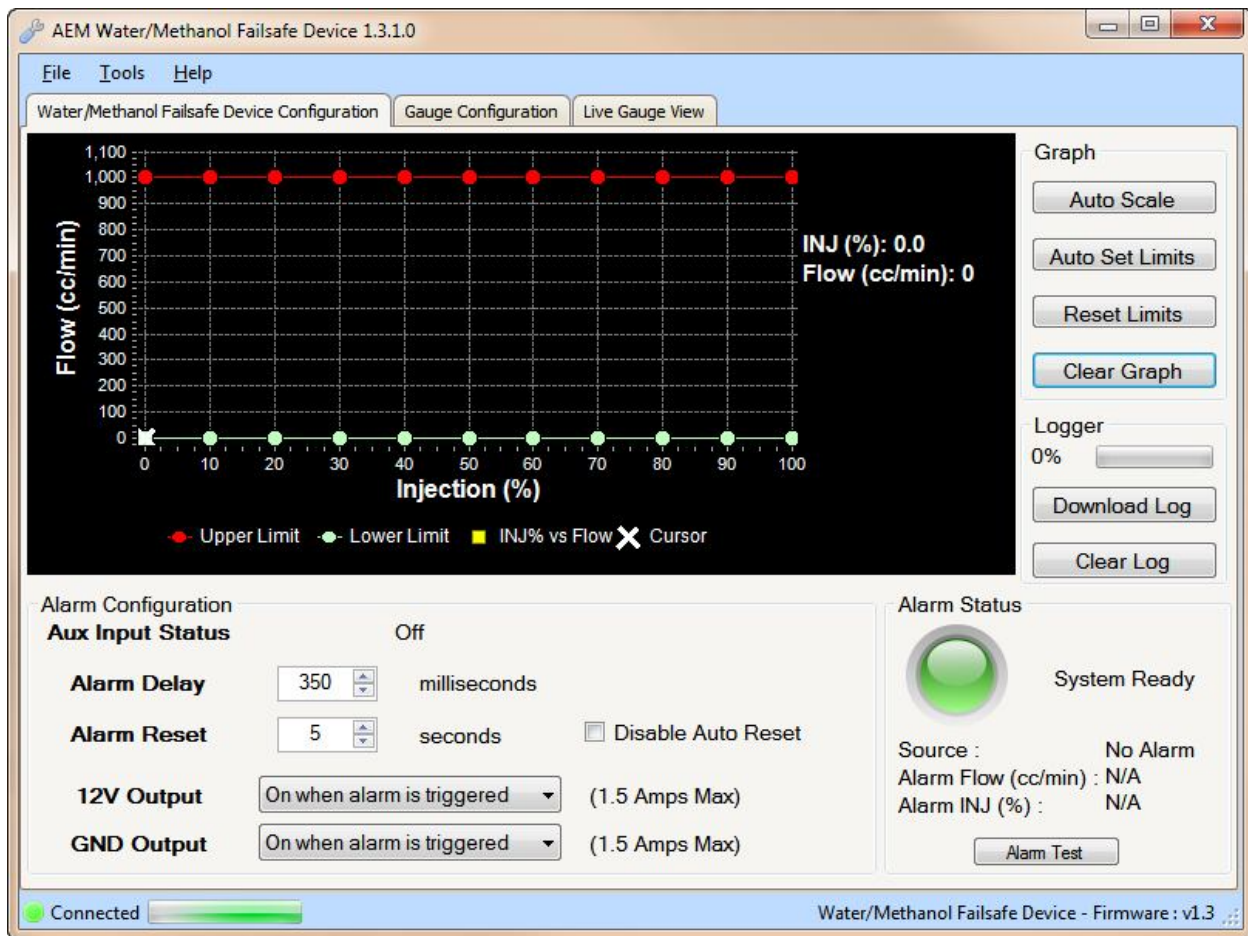 AEM Water/Methanol Failsafe Device 1.3.1.0
File Tools Help
Water/Methanol Failsafe Device Configuration Gauge Configuration Live Gauge View
1,100
1,000
900
800
700
600
500
400
300
200
100
0
Flow (cc/min)
0 10 20 30 40 50 60 70 80 90 100
Injection (%)
Upper Limit Lower Limit INJ% vs Flow Cursor
INJ (%): 0.0
Flow (cc/min): 0
Graph
Auto Scale
Auto Set Limits
Reset Limits
Clear Graph
Logger
0%
Download Log
Clear Log
Alarm Configuration
Aux Input Status Off
Alarm Delay 350 milliseconds
Alarm Reset 5 seconds Disable Auto Reset
12V Output On when alarm is triggered (1.5 Amps Max)
GND Output On when alarm is triggered (1.5 Amps Max)
Alarm Status
System Ready
Source : No Alarm
Alarm Flow (cc/min) : N/A
Alarm INJ (%) : N/A
Alarm Test
Connected
Water/Methanol Failsafe Device - Firmware : v1.3